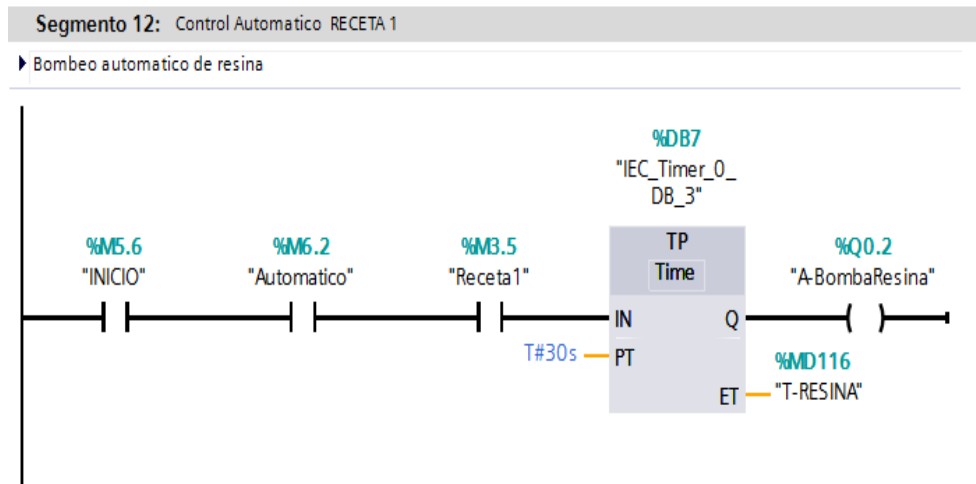 Segmento 12: Control Automatico RECETA 1
Bombeo automatico de resina
%DB7
"IEC_Timer_0_
DB_3"
%M5.6
"INICIO"
%M6.2
"Automatico"
%M3.5
"Receta1"
TP
Time
%Q0.2
"A-BombaResina"
IN
Q
T#30s
PT
%MD116
ET
"T-RESINA"